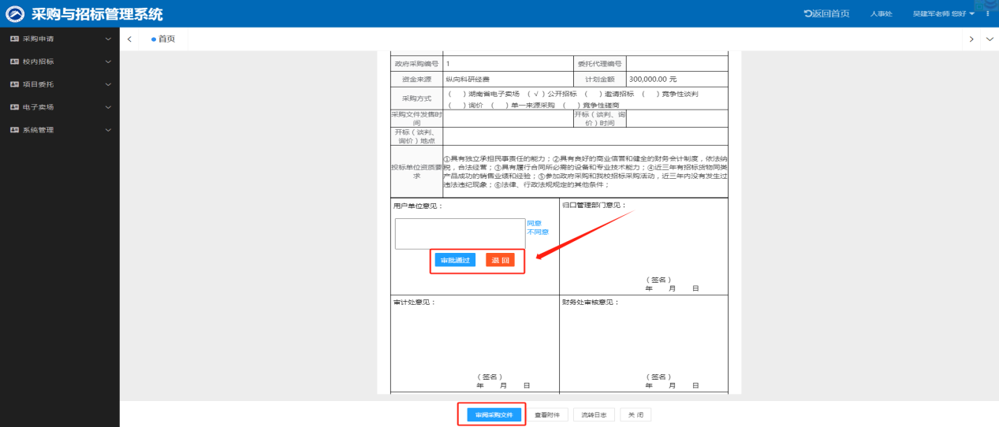 采购与招标管理系统
返回首页 人事处 吴建军老师 您好
采购申请
校内招标
项目委托
电子卖场
系统管理
首页
政府采购编号 1 委托代理编号
资金来源 纵向科研经费 计划金额 300,000.00 元
采购方式 （ ）湖南省电子卖场 （ √ ）公开招标 （ ）邀请招标 （ ）竞争性谈判
（ ）询价 （ ）单一来源采购 （ ）竞争性磋商
采购文件发售时间 开标（谈判、询价）时间
开标（谈判、询价）地点
投标单位资质要求
①具有独立承担民事责任的能力；②具有良好的商业信誉和健全的财务会计制度，依法纳
税，合法经营；③具有履行合同所必需的设备和专业技术能力；④近三年有招标货物同类
产品成功的销售业绩和经验；⑤参加政府采购和我校招标采购活动，近三年内没有发生过
违法违纪现象；⑥法律、行政法规规定的其他条件；
用户单位意见： 归口管理部门意见：
同意
不同意
审批通过 退 回
（签名）
年 月 日
审计处意见： 财务处审核意见：
（签名） （签名）
年 月 日 年 月 日
审阅采购文件 查看附件 流转日志 关 闭